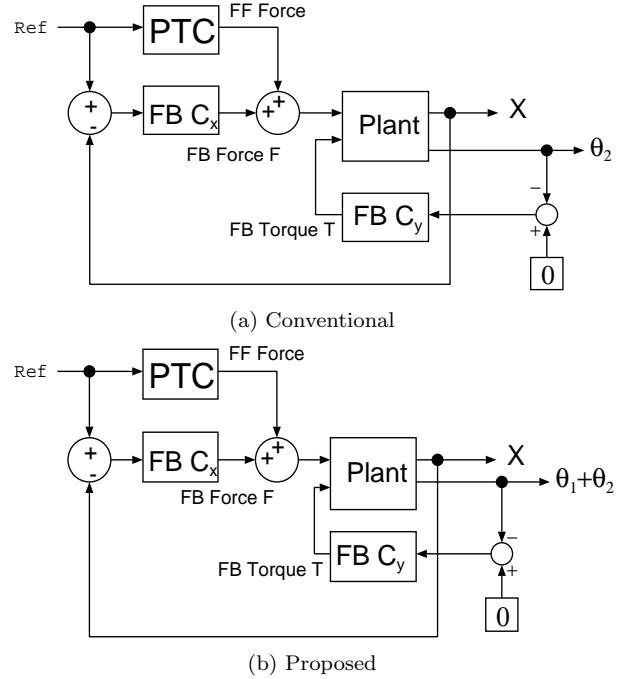 FF Force
Ref
PTC
+
-
FB Cx
++
Plant
X
FB Force F
θ2
−
FB Torque T
FB Cy
+
0
(a) Conventional
FF Force
Ref
PTC
+
-
FB Cx
++
Plant
X
FB Force F
θ1+θ2
−
FB Torque T
FB Cy
+
0
(b) Proposed